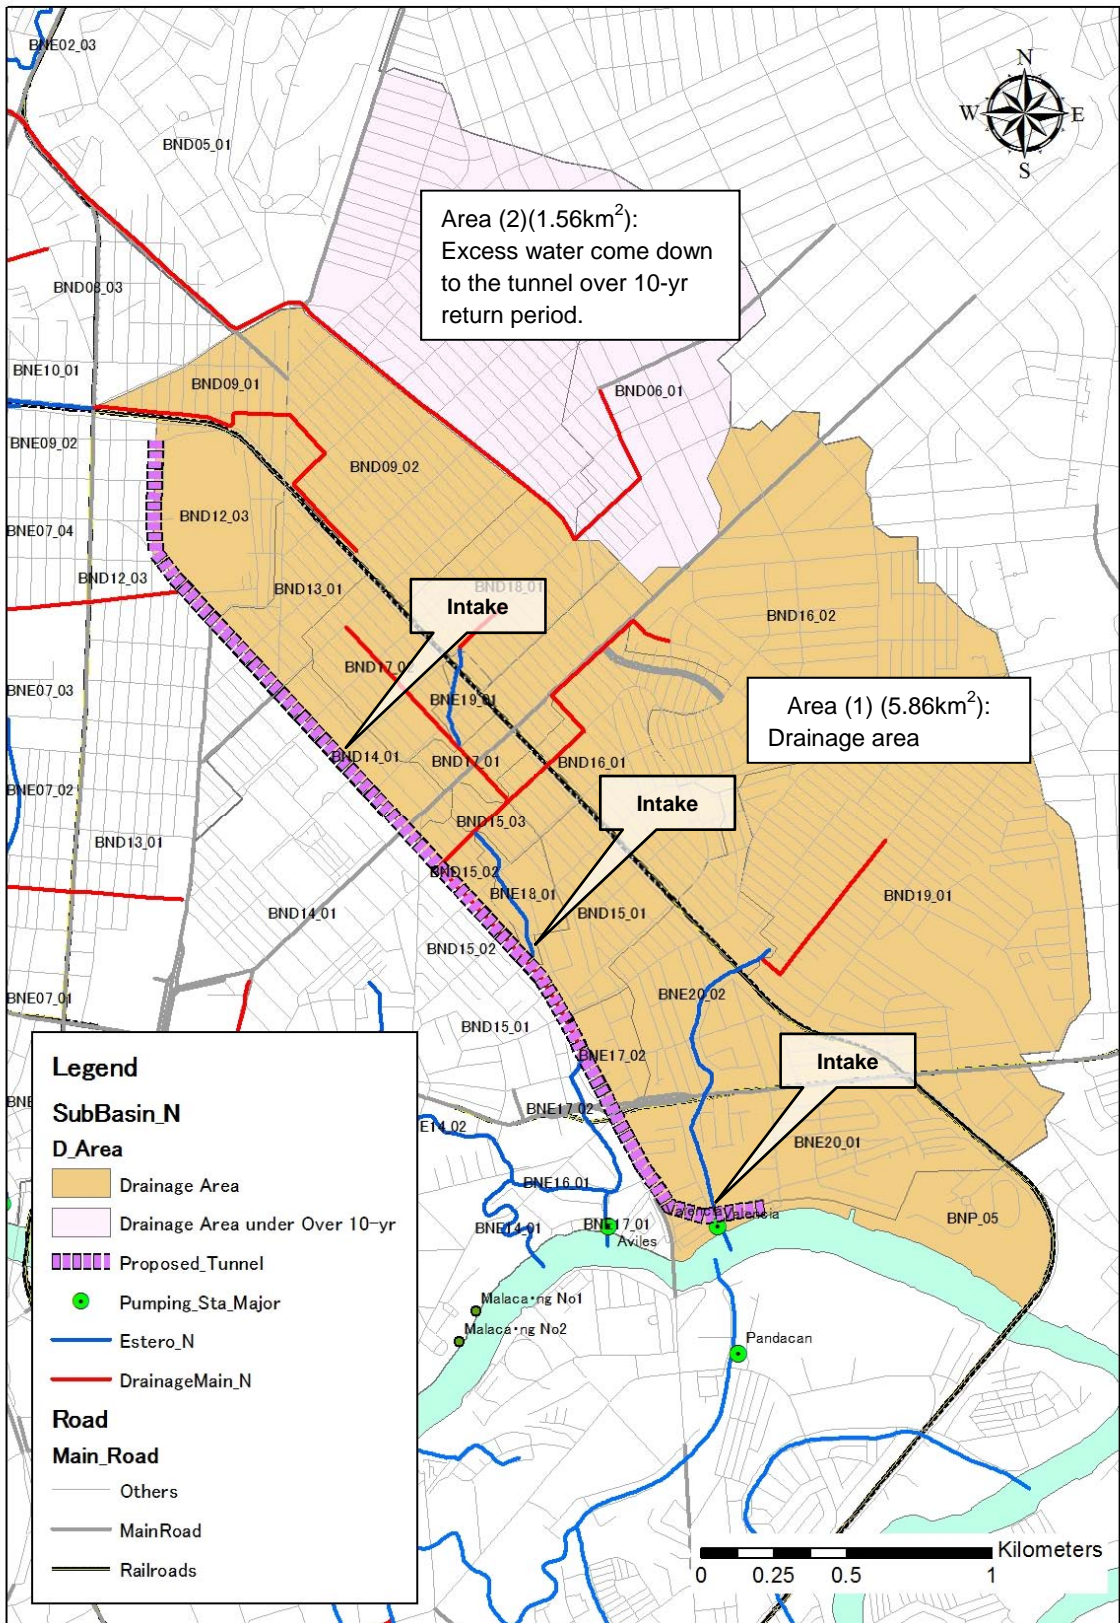 BNE02_03
BND05_01
N
W
E
S
Area (2)(1.56km²):
Excess water come down
to the tunnel over 10-yr
return period.
BND08_03
BNE10_01
BND09_01
BND06_01
BNE09_02
BND09_02
BND12_03
BNE07_04
BND12_03
BND13_01
BND18_01
Intake
BND16_02
BND17_02
BNE07_03
BNE19_01
Area (1) (5.86km²):
Drainage area
BND14_01
BND17_01
BND16_01
BNE07_02
Intake
BND15_03
BND13_01
BND15_02
BNE18_01
BND19_01
BND14_01
BND15_01
BND15_02
BNE07_01
BNE20_02
BND15_01
BNE17_02
Intake
BNE17_02
E14_02
BNE20_01
BNE16_01
Valencia
BNP_05
BNE14_01
BNE17_01
Aviles
Malaca·ng No1
Malaca·ng No2
Pandacan
Legend
SubBasin_N
D_Area
Drainage Area
Drainage Area under Over 10-yr
Proposed_Tunnel
Pumping_Sta_Major
Estero_N
DrainageMain_N
Road
Main_Road
Others
MainRoad
Railroads
Kilometers
0 0.25 0.5 1